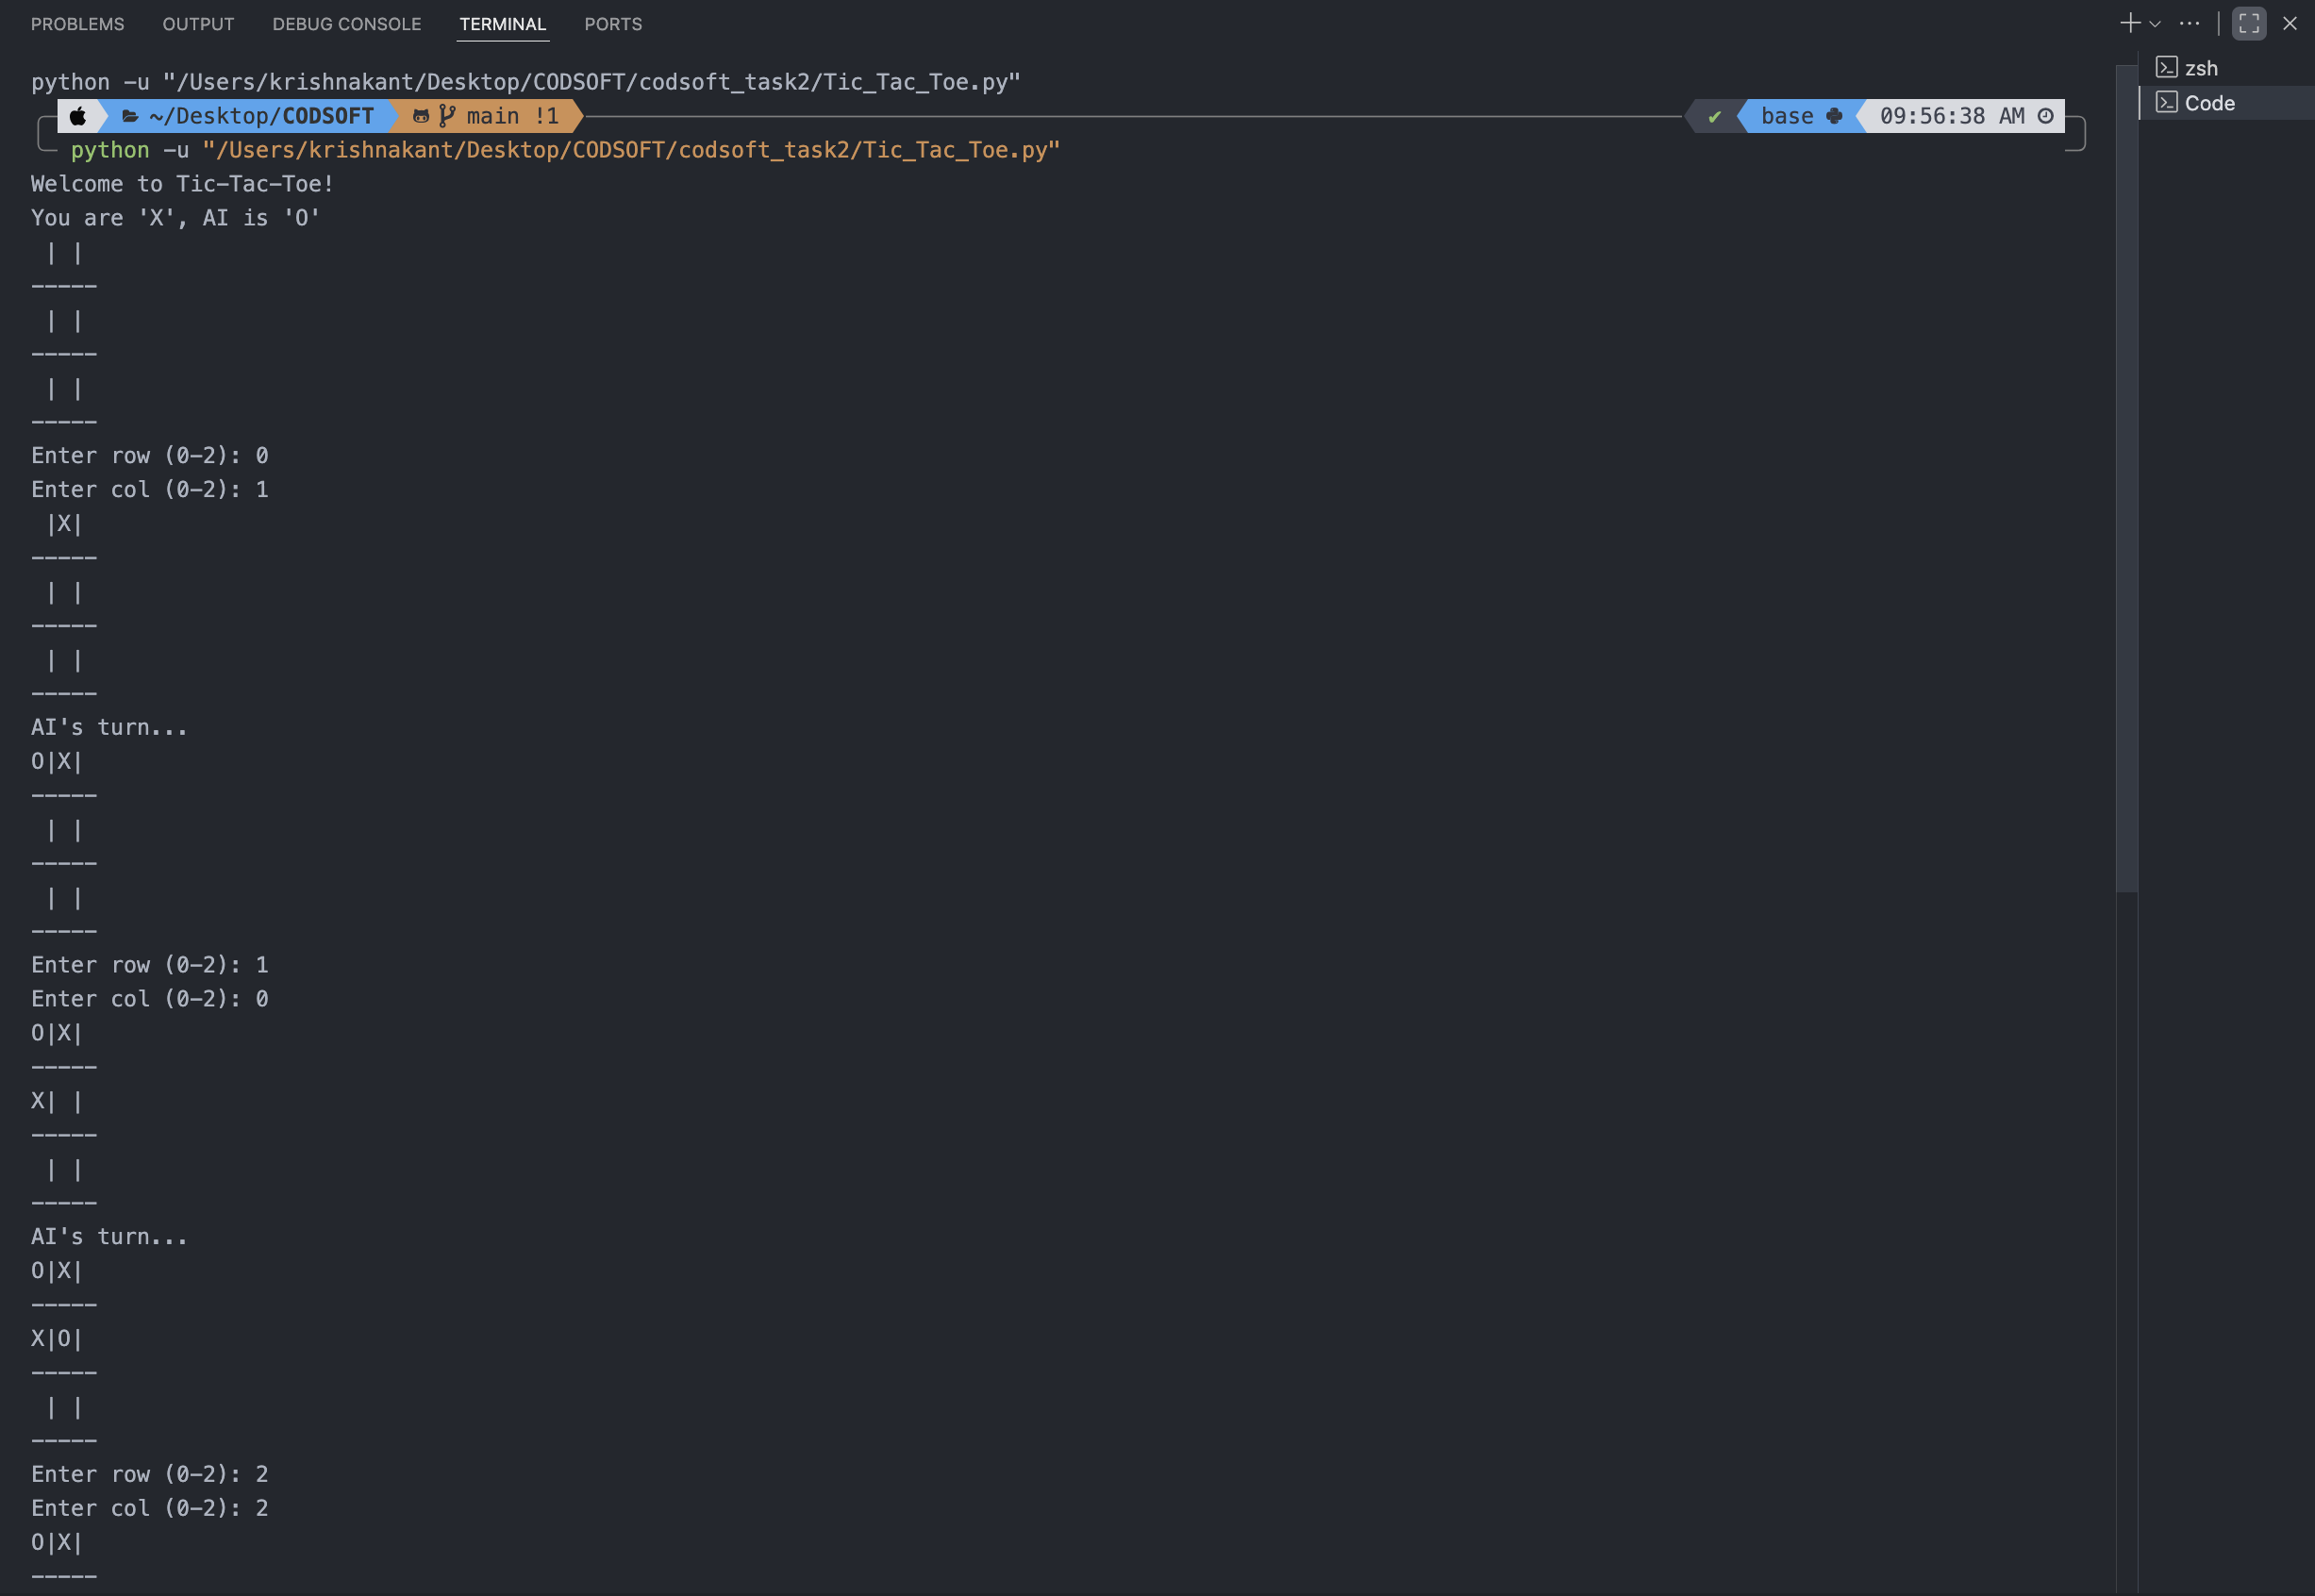 PROBLEMS OUTPUT DEBUG CONSOLE TERMINAL PORTS
zsh
Code
python -u "/Users/krishnakant/Desktop/CODSOFT/codsoft_task2/Tic_Tac_Toe.py"
~/Desktop/CODSOFT main !1 ✔ base 09:56:38 AM
python -u "/Users/krishnakant/Desktop/CODSOFT/codsoft_task2/Tic_Tac_Toe.py"
Welcome to Tic-Tac-Toe!
You are 'X', AI is 'O'
 | |
-----
 | |
-----
 | |
-----
Enter row (0-2): 0
Enter col (0-2): 1
 |X|
-----
 | |
-----
 | |
-----
AI's turn...
O|X|
-----
 | |
-----
 | |
-----
Enter row (0-2): 1
Enter col (0-2): 0
O|X|
-----
X| |
-----
 | |
-----
AI's turn...
O|X|
-----
X|O|
-----
 | |
-----
Enter row (0-2): 2
Enter col (0-2): 2
O|X|
-----